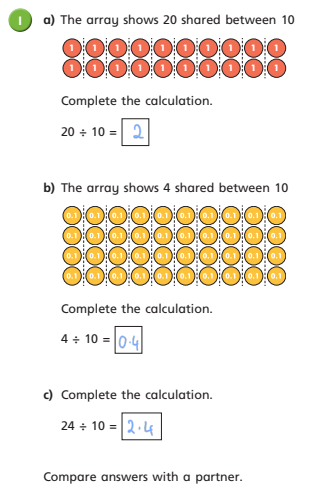 1 a) The array shows 20 shared between 10
1 1 1 1 1 1 1 1 1 1
1 1 1 1 1 1 1 1 1 1
Complete the calculation.
20 ÷ 10 = 2
b) The array shows 4 shared between 10
0.1 0.1 0.1 0.1 0.1 0.1 0.1 0.1 0.1 0.1
0.1 0.1 0.1 0.1 0.1 0.1 0.1 0.1 0.1 0.1
0.1 0.1 0.1 0.1 0.1 0.1 0.1 0.1 0.1 0.1
0.1 0.1 0.1 0.1 0.1 0.1 0.1 0.1 0.1 0.1
Complete the calculation.
4 ÷ 10 = 0.4
c) Complete the calculation.
24 ÷ 10 = 2.4
Compare answers with a partner.